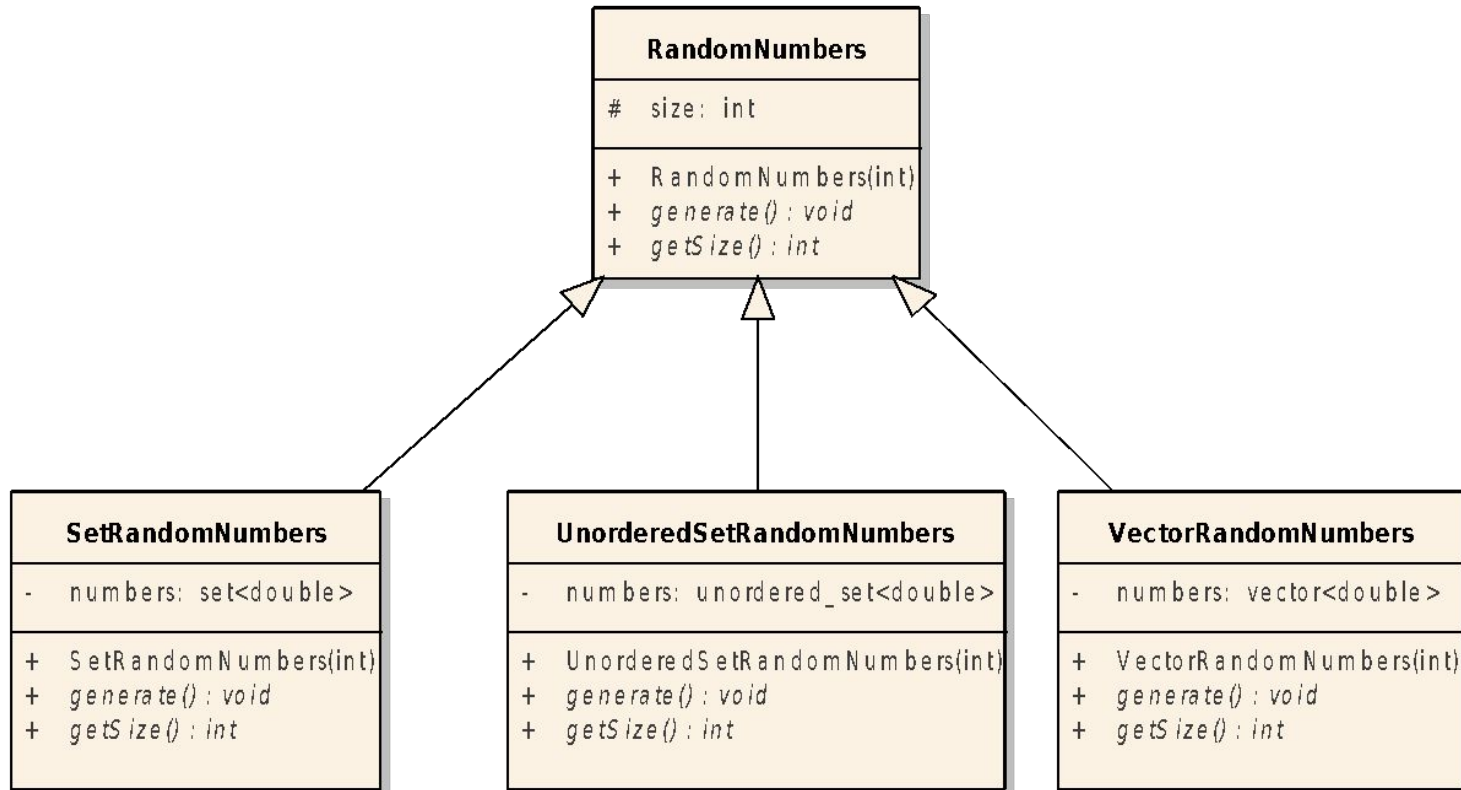 RandomNumbers
# size: int
+ RandomNumbers(int)
+ generate() : void
+ getSize() : int
SetRandomNumbers
- numbers: set<double>
+ SetRandomNumbers(int)
+ generate() : void
+ getSize() : int
UnorderedSetRandomNumbers
- numbers: unordered_set<double>
+ UnorderedSetRandomNumbers(int)
+ generate() : void
+ getSize() : int
VectorRandomNumbers
- numbers: vector<double>
+ VectorRandomNumbers(int)
+ generate() : void
+ getSize() : int